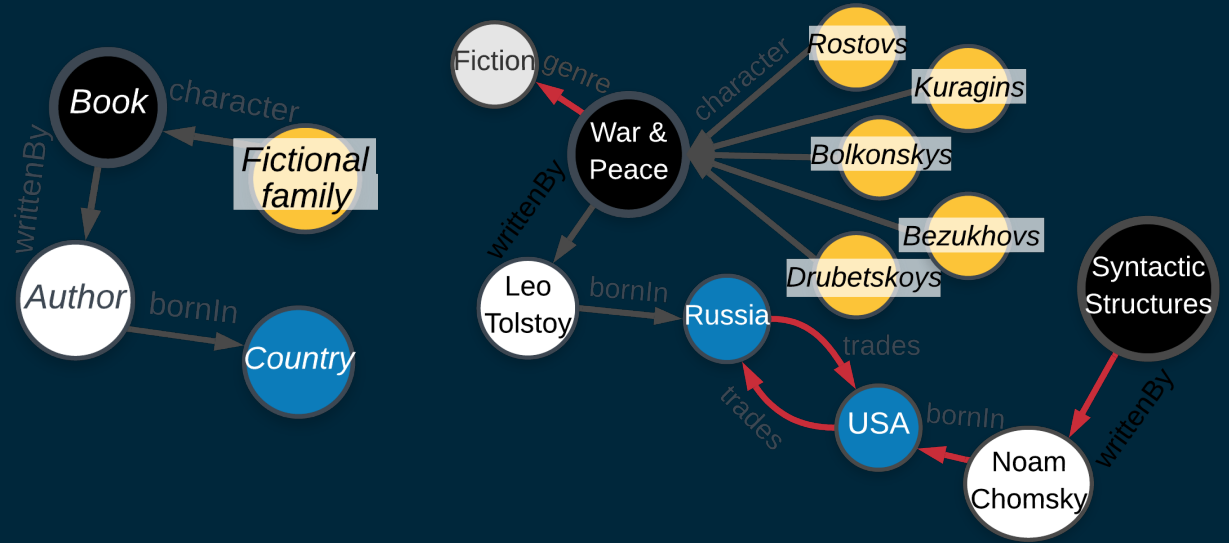 Book
character
Fictional
family
writtenBy
Author
bornIn
Country
Fiction
genre
War &
Peace
character
Rostovs
Kuragins
Bolkonskys
Bezukhovs
Drubetskoys
writtenBy
Leo
Tolstoy
bornIn
Russia
trades
trades
USA
bornIn
Noam
Chomsky
writtenBy
Syntactic
Structures